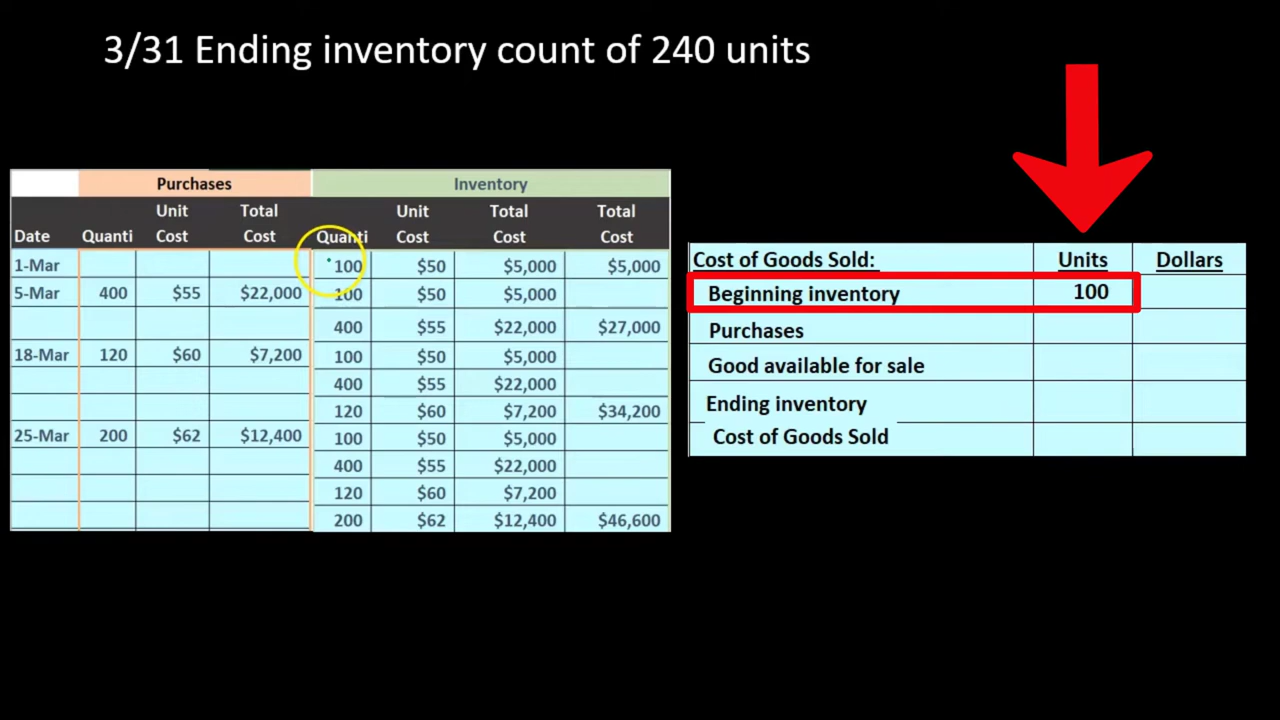 3/31 Ending inventory count of 240 units
Purchases Inventory
Unit Total Unit Total Total
Date Quanti Cost Cost Quanti Cost Cost Cost
1-Mar 100 $50 $5,000 $5,000
5-Mar 400 $55 $22,000 100 $50 $5,000
400 $55 $22,000 $27,000
18-Mar 120 $60 $7,200 100 $50 $5,000
400 $55 $22,000
120 $60 $7,200 $34,200
25-Mar 200 $62 $12,400 100 $50 $5,000
400 $55 $22,000
120 $60 $7,200
200 $62 $12,400 $46,600
Cost of Goods Sold: Units Dollars
Beginning inventory 100
Purchases
Good available for sale
Ending inventory
Cost of Goods Sold